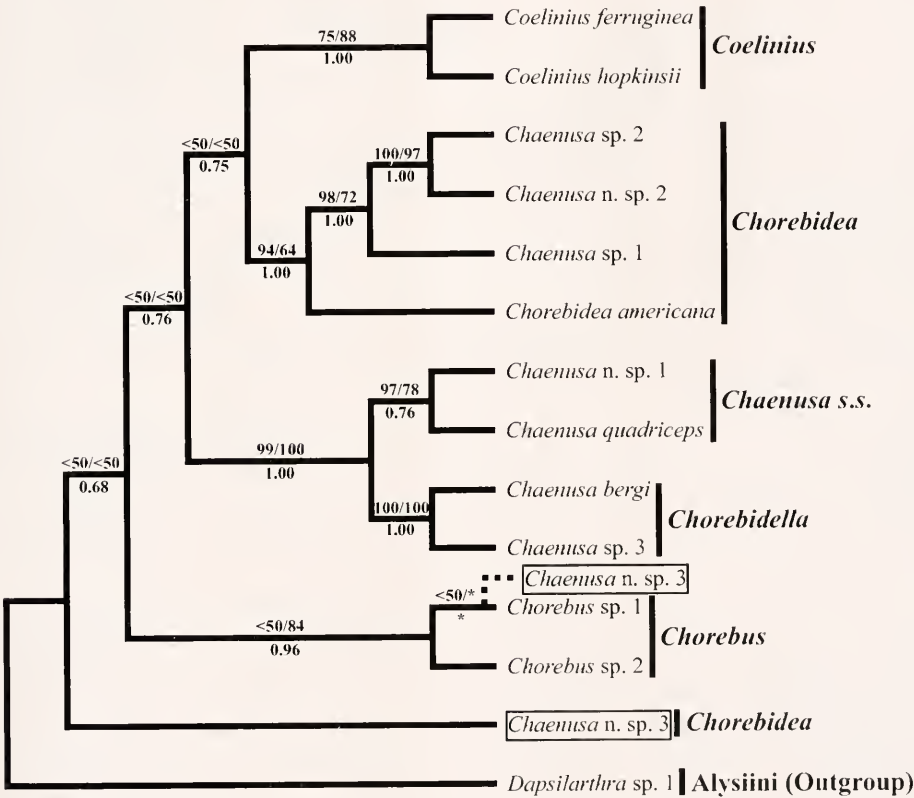 Coelinius ferruginea
75/88
1.00
Coelinius
Coelinius hopkinsii
Chaenusa sp. 2
<50/<50
0.75
100/97
1.00
Chaenusa n. sp. 2
98/72
1.00
Chorebidea
94/64
1.00
Chaenusa sp. 1
<50/<50
0.76
Chorebidea americana
Chaenusa n. sp. 1
97/78
0.76
Chaenusa s.s.
Chaenusa quadriceps
99/100
1.00
<50/<50
0.68
Chaenusa bergi
100/100
1.00
Chorebidella
Chaenusa sp. 3
Chaenusa n. sp. 3
<50/*
*
Chorebus sp. 1
<50/84
0.96
Chorebus
Chorebus sp. 2
Chaenusa n. sp. 3
Chorebidea
Dapsilarthra sp. 1
Alysiini (Outgroup)